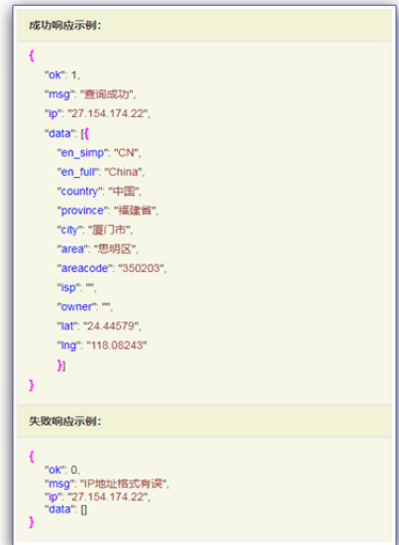 成功响应示例：
{
"ok": 1,
"msg": "查询成功",
"ip": "27.154.174.22",
"data": [{
"en_simp": "CN",
"en_full": "China",
"country": "中国",
"province": "福建省",
"city": "厦门市",
"area": "思明区",
"areacode": "350203",
"isp": "",
"owner": "",
"lat": "24.44579",
"lng": "118.08243"
}]
}
失败响应示例：
{
"ok": 0,
"msg": "IP地址格式有误",
"ip": "27.154.174.22",
"data": []
}